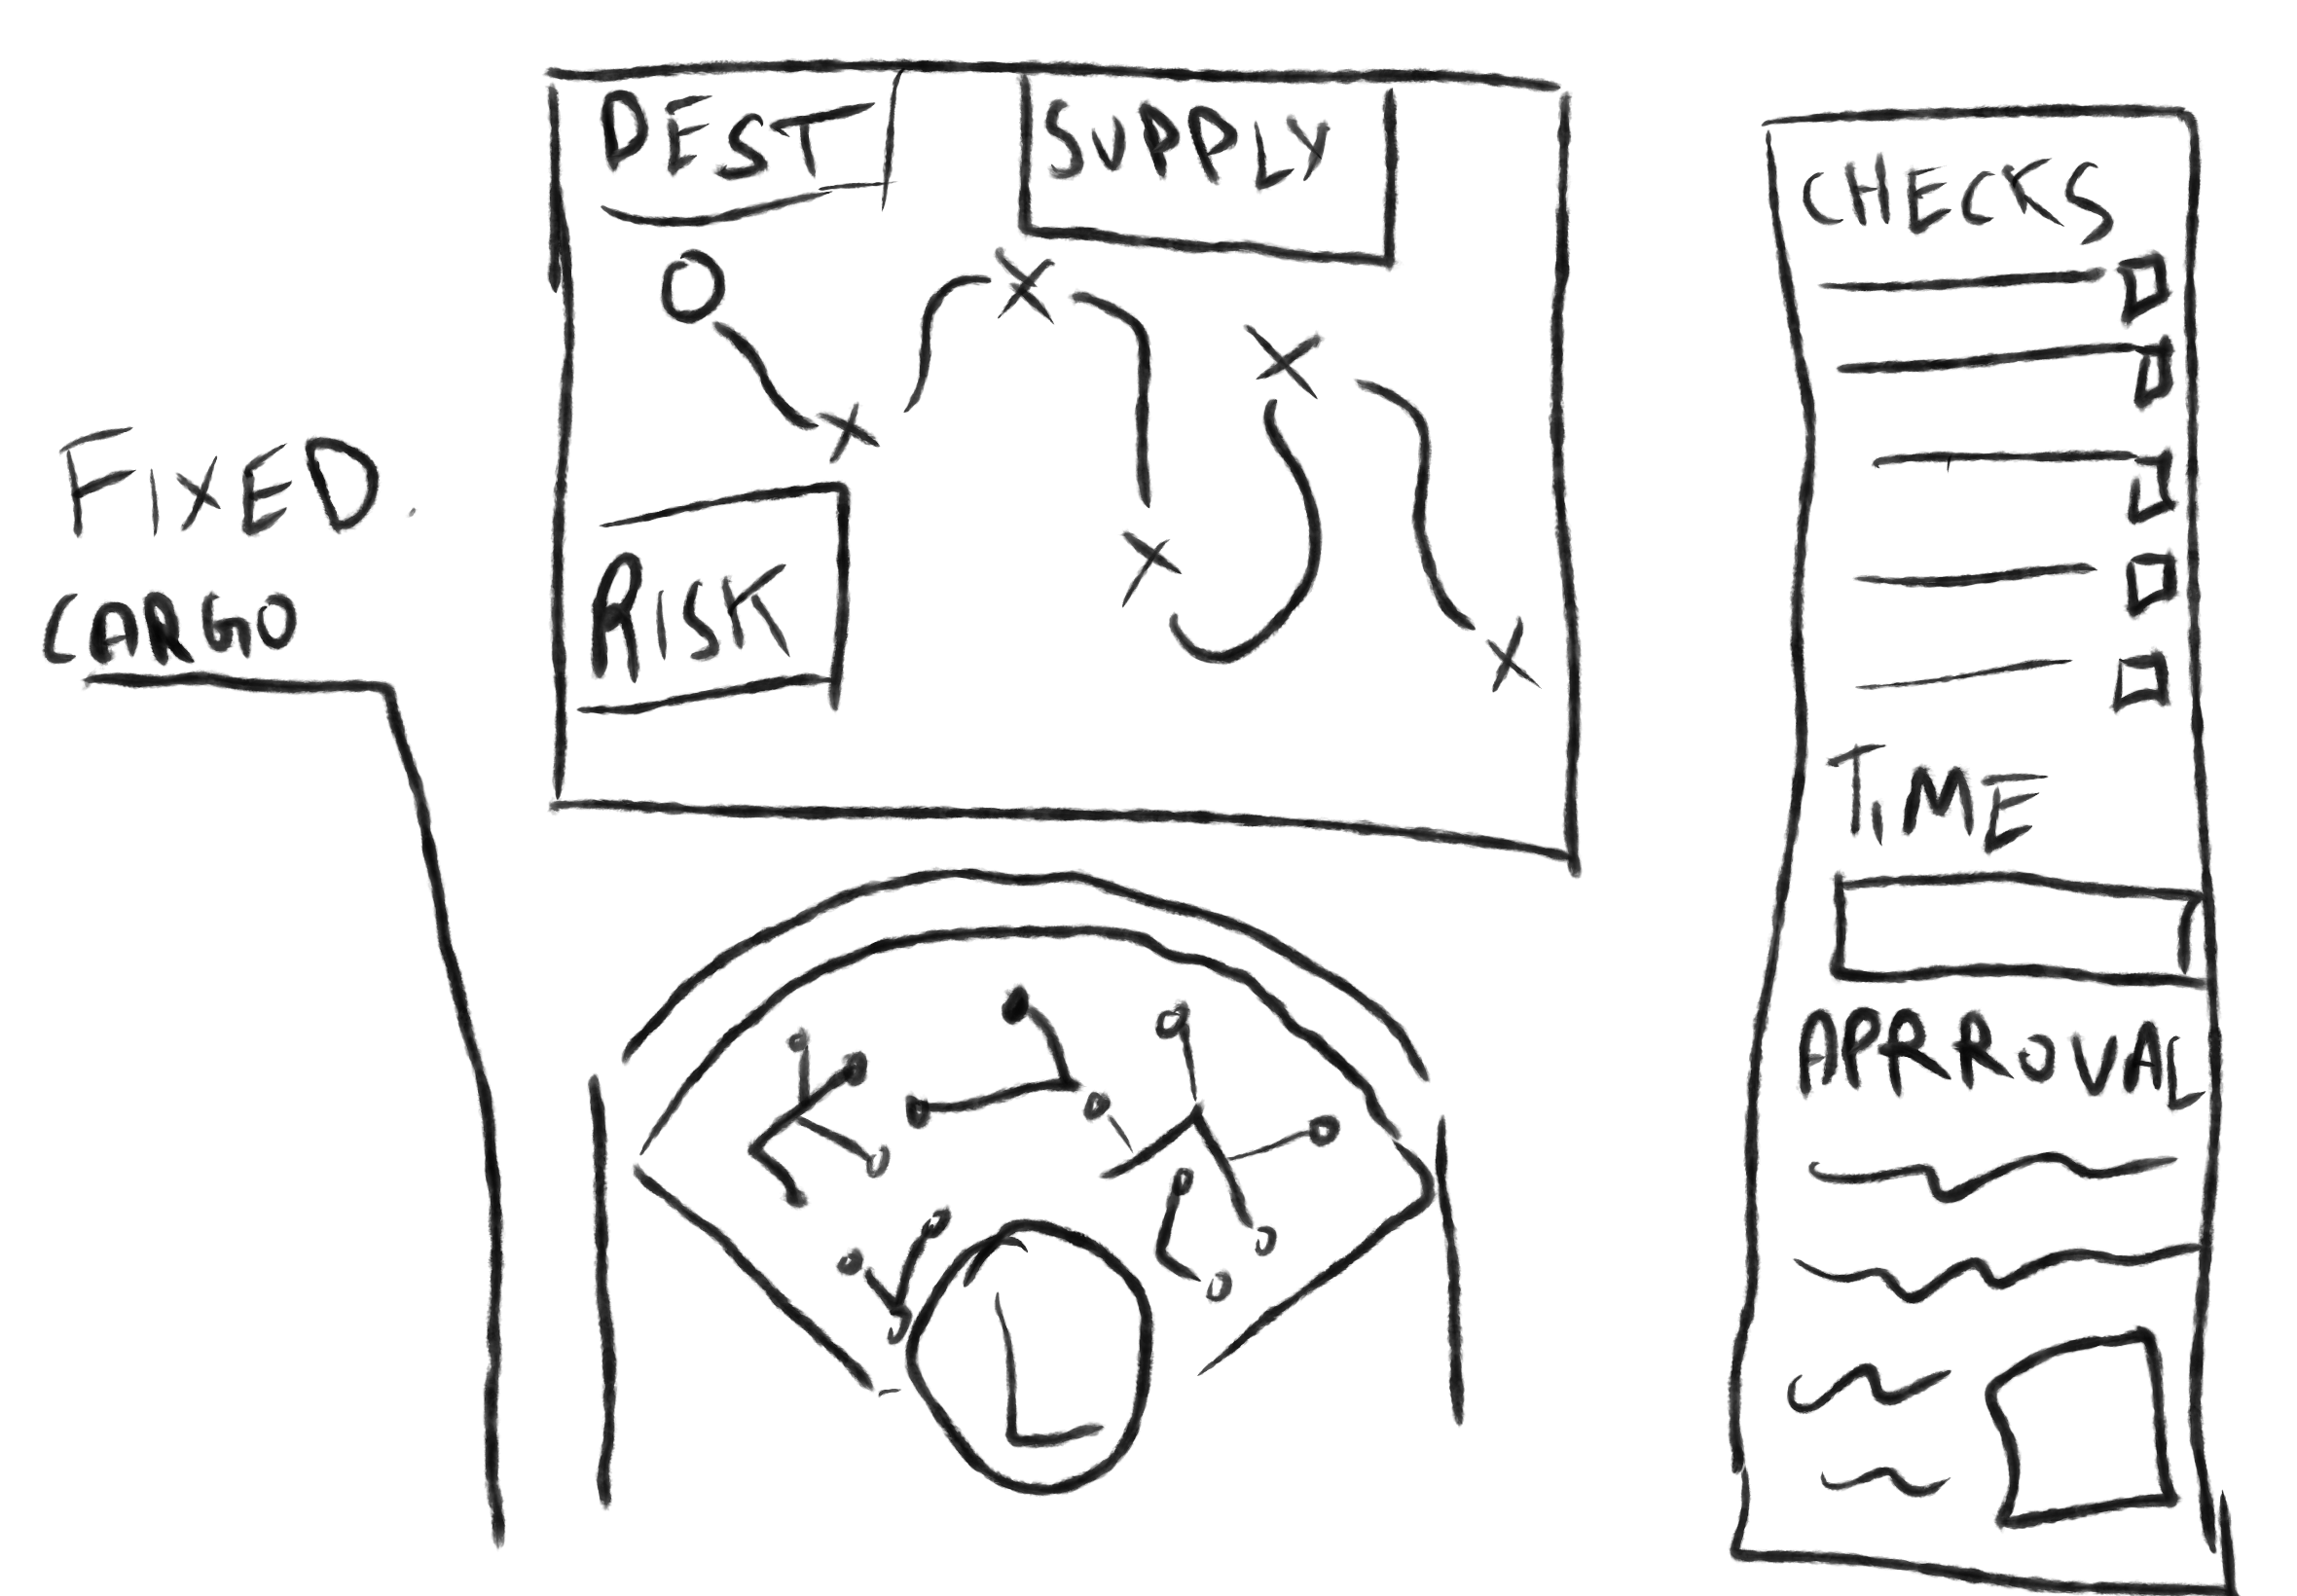 FIXED.
CARGO
DEST
SUPPLY
RISK
L
CHECKS
TIME
APRROVAL